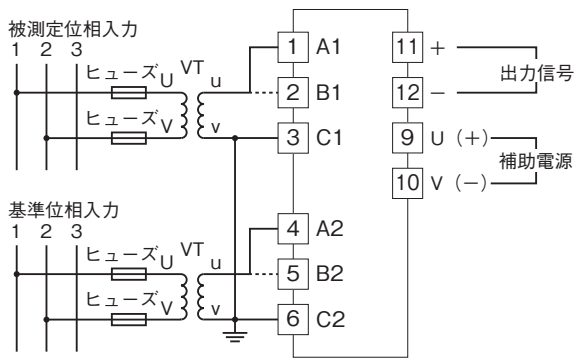 被測定位相入力
1 2 3
ヒューズ U VT u
ヒューズ V v
1 A1
2 B1
3 C1
11 +
12 −
出力信号
9 U (+)
補助電源
10 V (−)
基準位相入力
1 2 3
ヒューズ U VT u
ヒューズ V v
4 A2
5 B2
6 C2